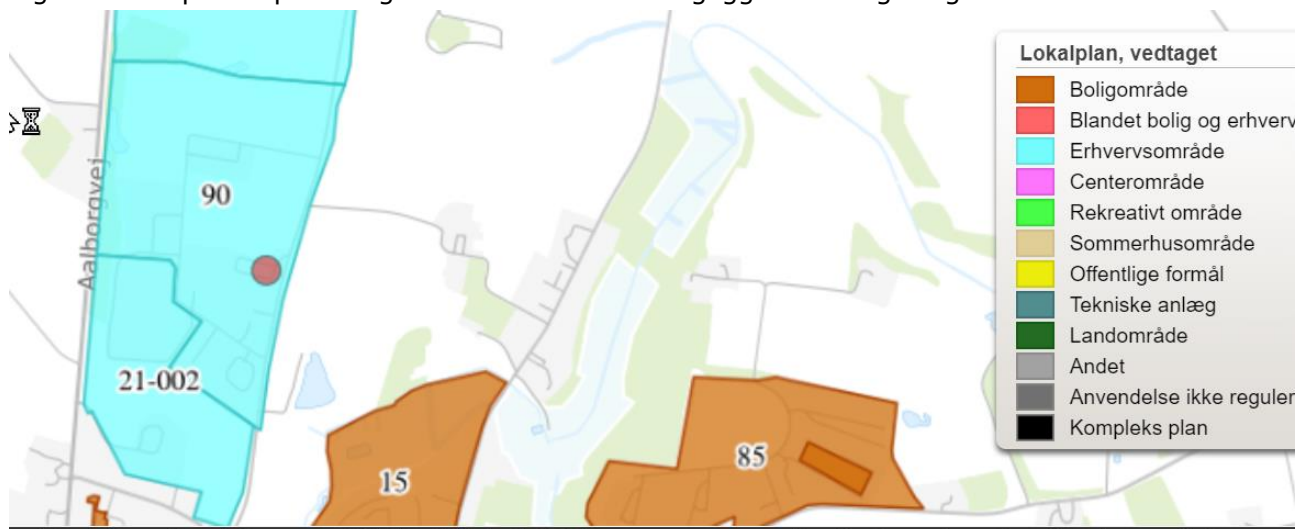 Lokalplan, vedtaget
Boligområde
Blandet bolig og erhverv
Erhvervsområde
Centerområde
Rekreativt område
Sommerhusområde
Offentlige formål
Tekniske anlæg
Landområde
Andet
Anvendelse ikke reguler
Kompleks plan
Aalborgvej
90
21-002
15
85